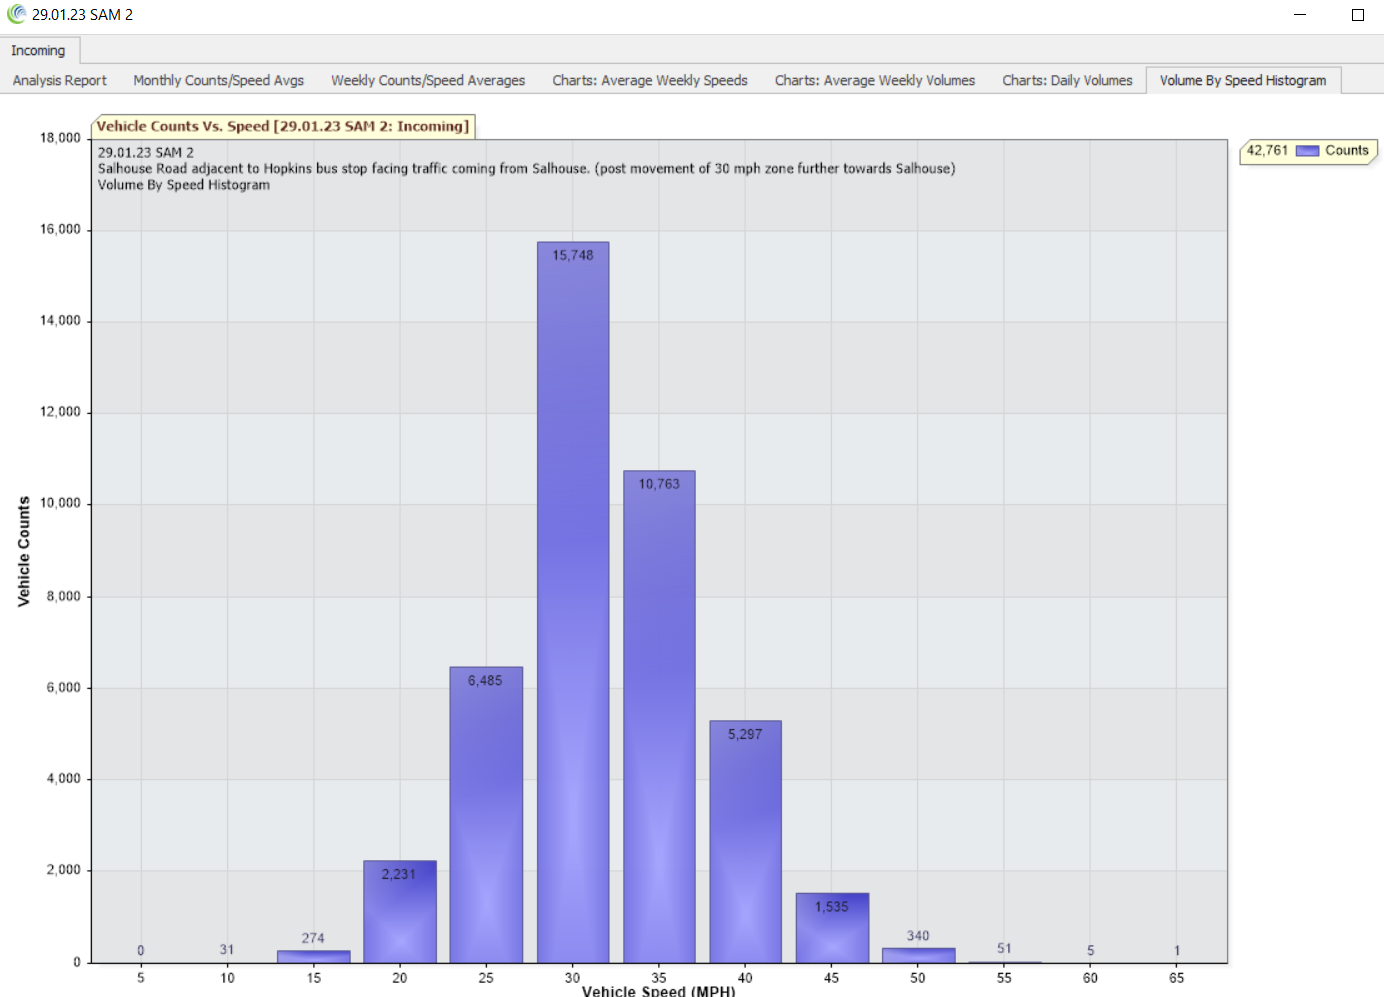 29.01.23 SAM 2
Incoming
Analysis Report Monthly Counts/Speed Avgs Weekly Counts/Speed Averages Charts: Average Weekly Speeds Charts: Average Weekly Volumes Charts: Daily Volumes Volume By Speed Histogram
Vehicle Counts Vs. Speed [29.01.23 SAM 2: Incoming]
29.01.23 SAM 2
Salhouse Road adjacent to Hopkins bus stop facing traffic coming from Salhouse. (post movement of 30 mph zone further towards Salhouse)
Volume By Speed Histogram
42,761 Counts
Vehicle Counts
18,000
16,000
14,000
12,000
10,000
8,000
6,000
4,000
2,000
0
0
31
274
2,231
6,485
15,748
10,763
5,297
1,535
340
51
5
1
5 10 15 20 25 30 35 40 45 50 55 60 65
Vehicle Speed (MPH)